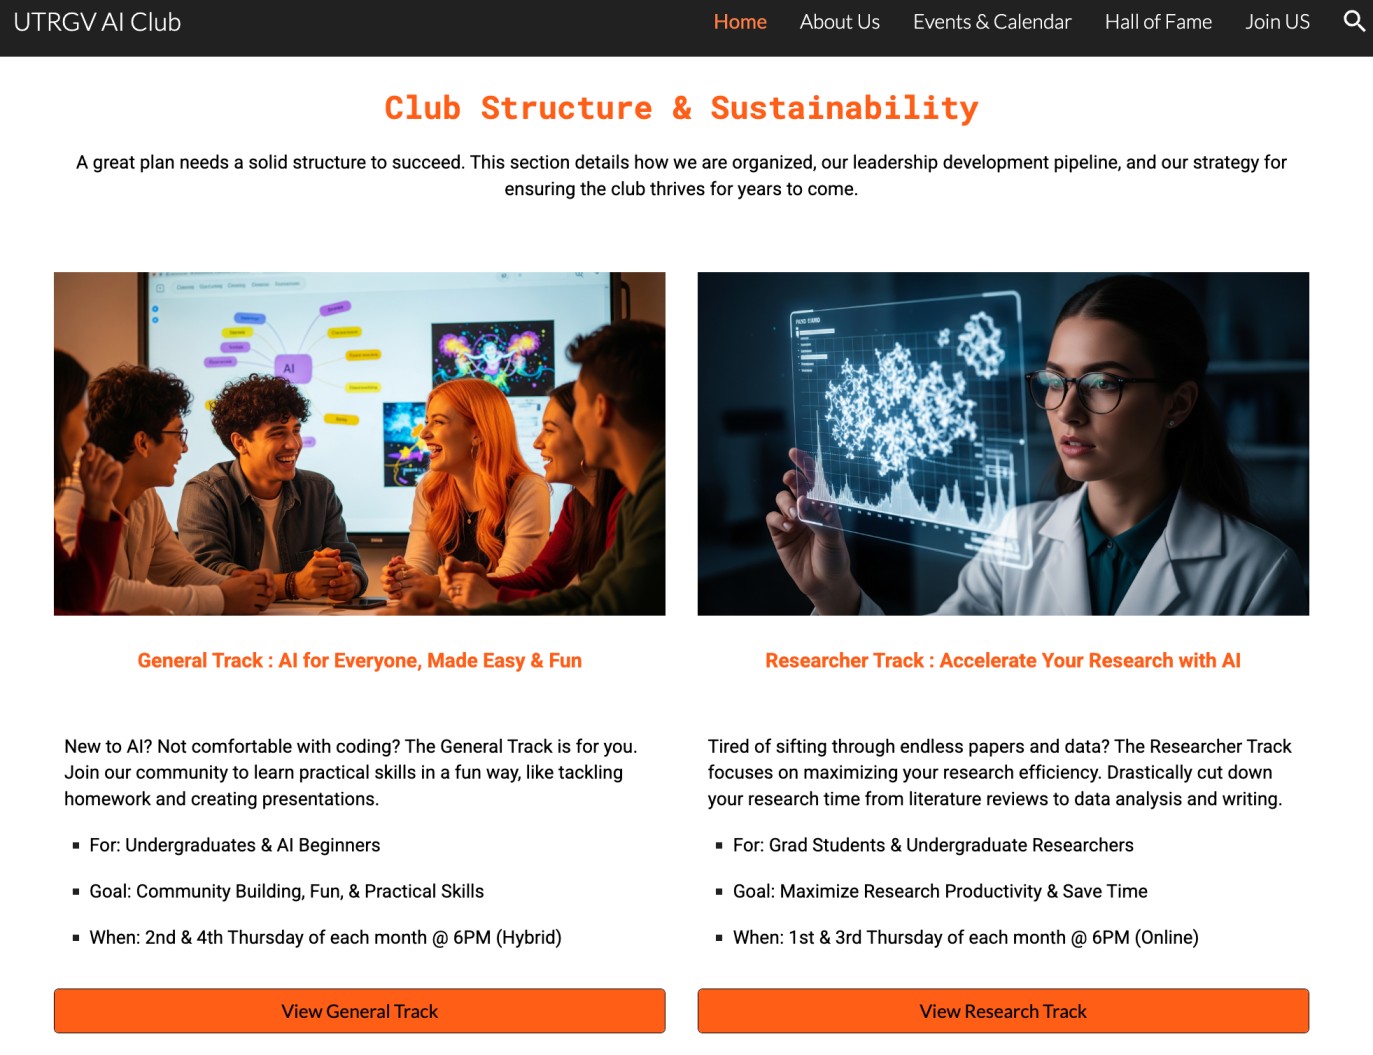 UTRGV AI Club
Home About Us Events & Calendar Hall of Fame Join US
Club Structure & Sustainability
A great plan needs a solid structure to succeed. This section details how we are organized, our leadership development pipeline, and our strategy for
ensuring the club thrives for years to come.
AI
General Track : AI for Everyone, Made Easy & Fun
New to AI? Not comfortable with coding? The General Track is for you.
Join our community to learn practical skills in a fun way, like tackling
homework and creating presentations.
▪ For: Undergraduates & AI Beginners
▪ Goal: Community Building, Fun, & Practical Skills
▪ When: 2nd & 4th Thursday of each month @ 6PM (Hybrid)
View General Track
Researcher Track : Accelerate Your Research with AI
Tired of sifting through endless papers and data? The Researcher Track
focuses on maximizing your research efficiency. Drastically cut down
your research time from literature reviews to data analysis and writing.
▪ For: Grad Students & Undergraduate Researchers
▪ Goal: Maximize Research Productivity & Save Time
▪ When: 1st & 3rd Thursday of each month @ 6PM (Online)
View Research Track